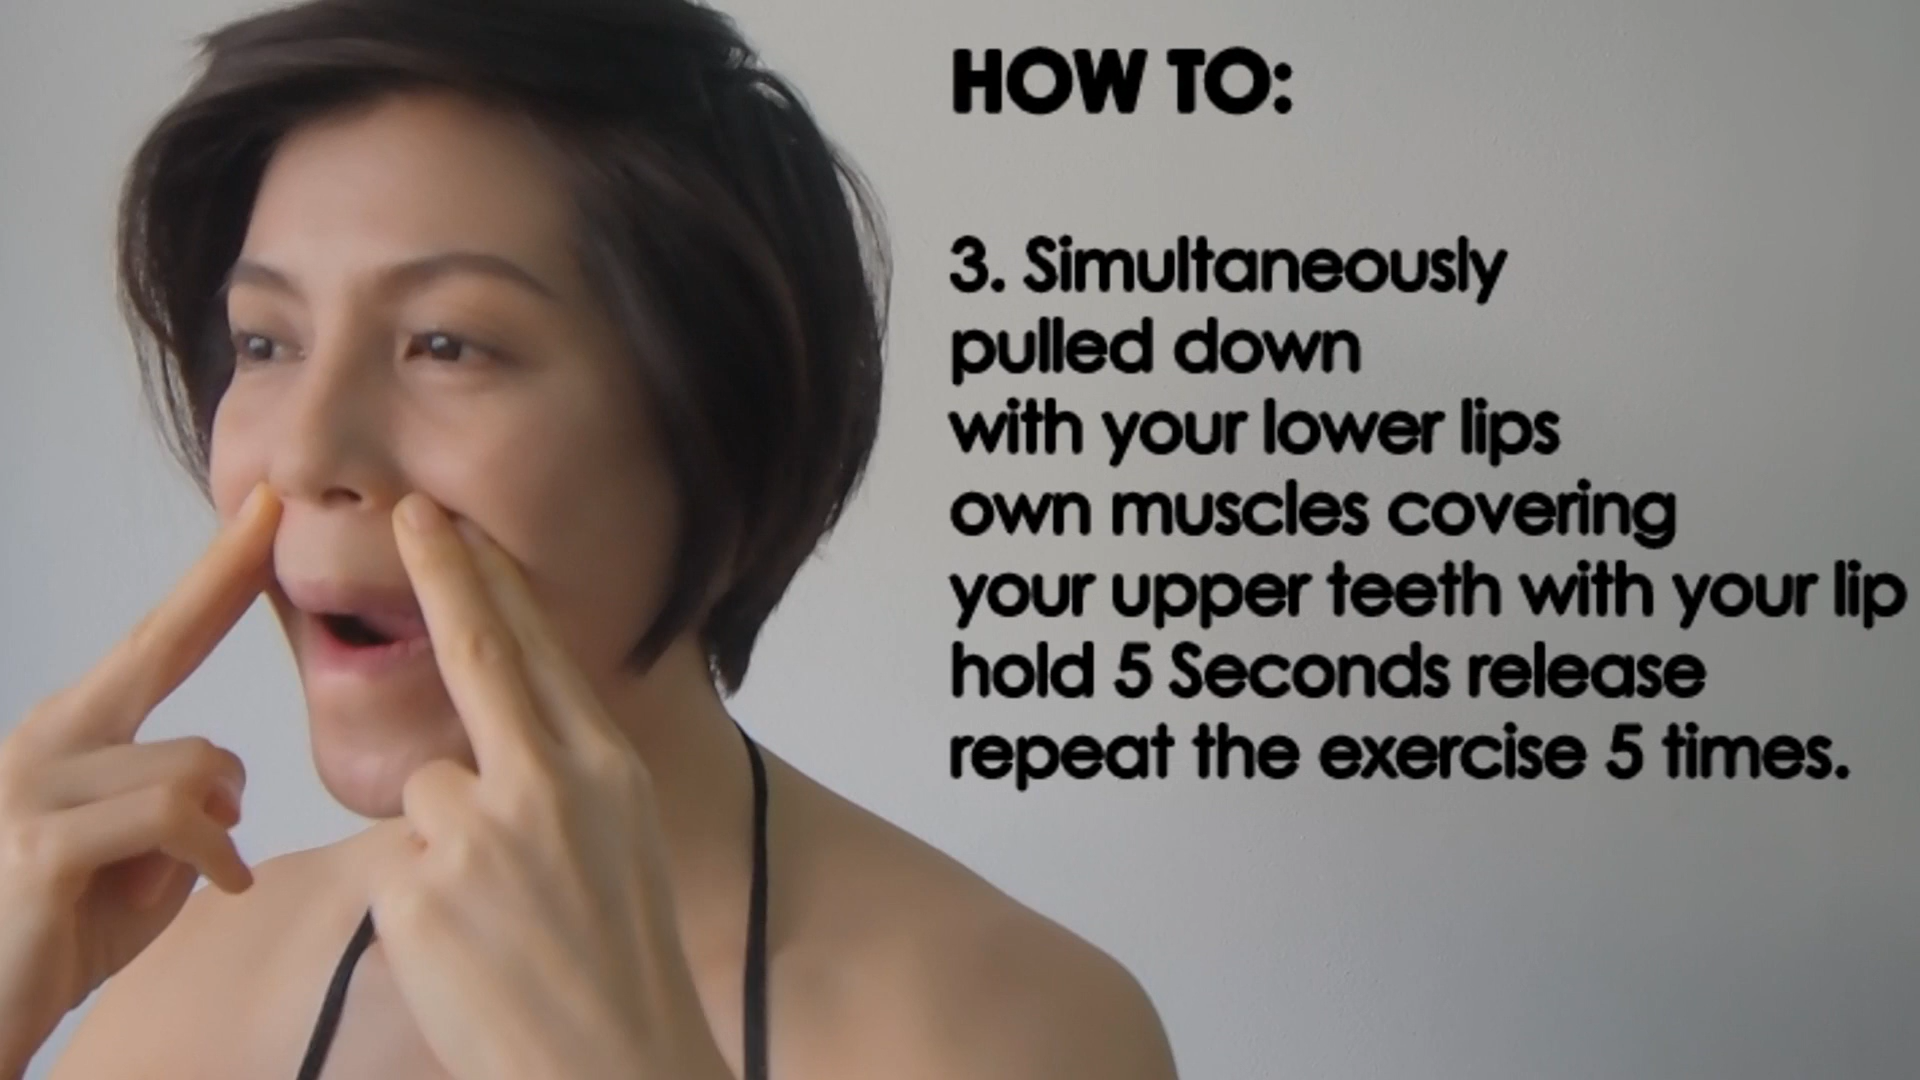 HOW TO:
3. Simultaneously
pulled down
with your lower lips
own muscles covering
your upper teeth with your lip
hold 5 Seconds release
repeat the exercise 5 times.